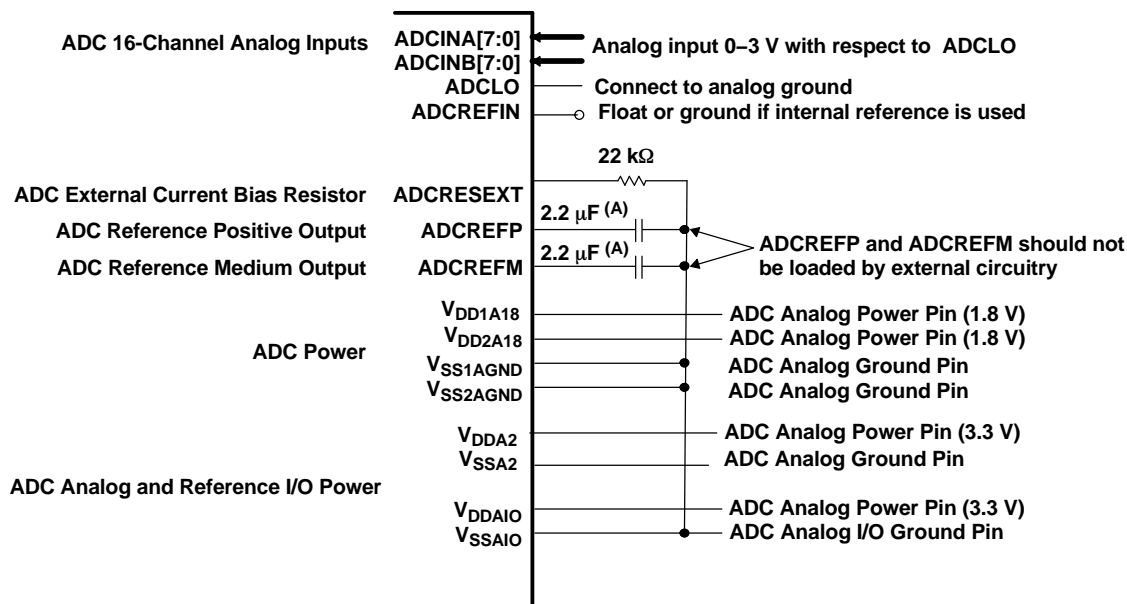 ADC 16-Channel Analog Inputs
ADCINA[7:0]
ADCINB[7:0]
Analog input 0–3 V with respect to ADCLO
ADCLO
Connect to analog ground
ADCREFIN
Float or ground if internal reference is used
22 kΩ
ADC External Current Bias Resistor
ADCRESEXT
2.2 μF (A)
ADC Reference Positive Output
ADCREFP
ADCREFP and ADCREFM should not
be loaded by external circuitry
2.2 μF (A)
ADC Reference Medium Output
ADCREFM
VDD1A18
ADC Analog Power Pin (1.8 V)
VDD2A18
ADC Analog Power Pin (1.8 V)
ADC Power
VSS1AGND
ADC Analog Ground Pin
VSS2AGND
ADC Analog Ground Pin
VDDA2
ADC Analog Power Pin (3.3 V)
VSSA2
ADC Analog Ground Pin
ADC Analog and Reference I/O Power
VDDAIO
ADC Analog Power Pin (3.3 V)
VSSAIO
ADC Analog I/O Ground Pin